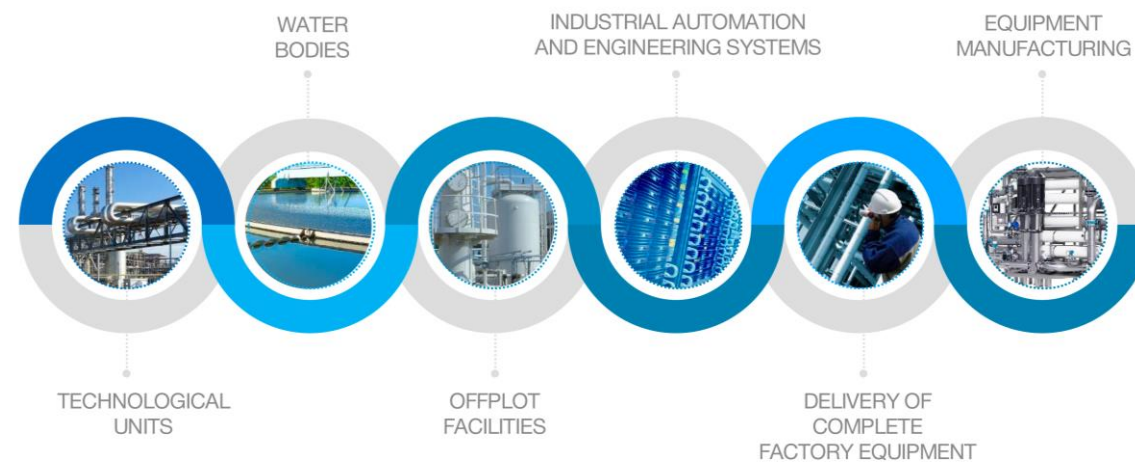 WATER
BODIES
INDUSTRIAL AUTOMATION
AND ENGINEERING SYSTEMS
EQUIPMENT
MANUFACTURING
TECHNOLOGICAL
UNITS
OFFPLOT
FACILITIES
DELIVERY OF
COMPLETE
FACTORY EQUIPMENT